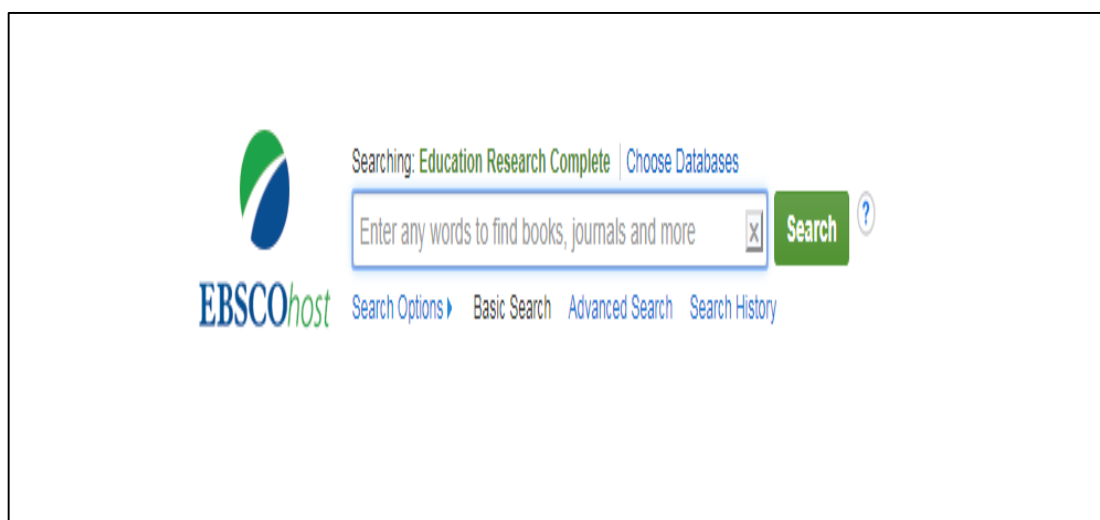 Searching: Education Research Complete | Choose Databases
Enter any words to find books, journals and more x Search ?
EBSCOhost Search Options Basic Search Advanced Search Search History